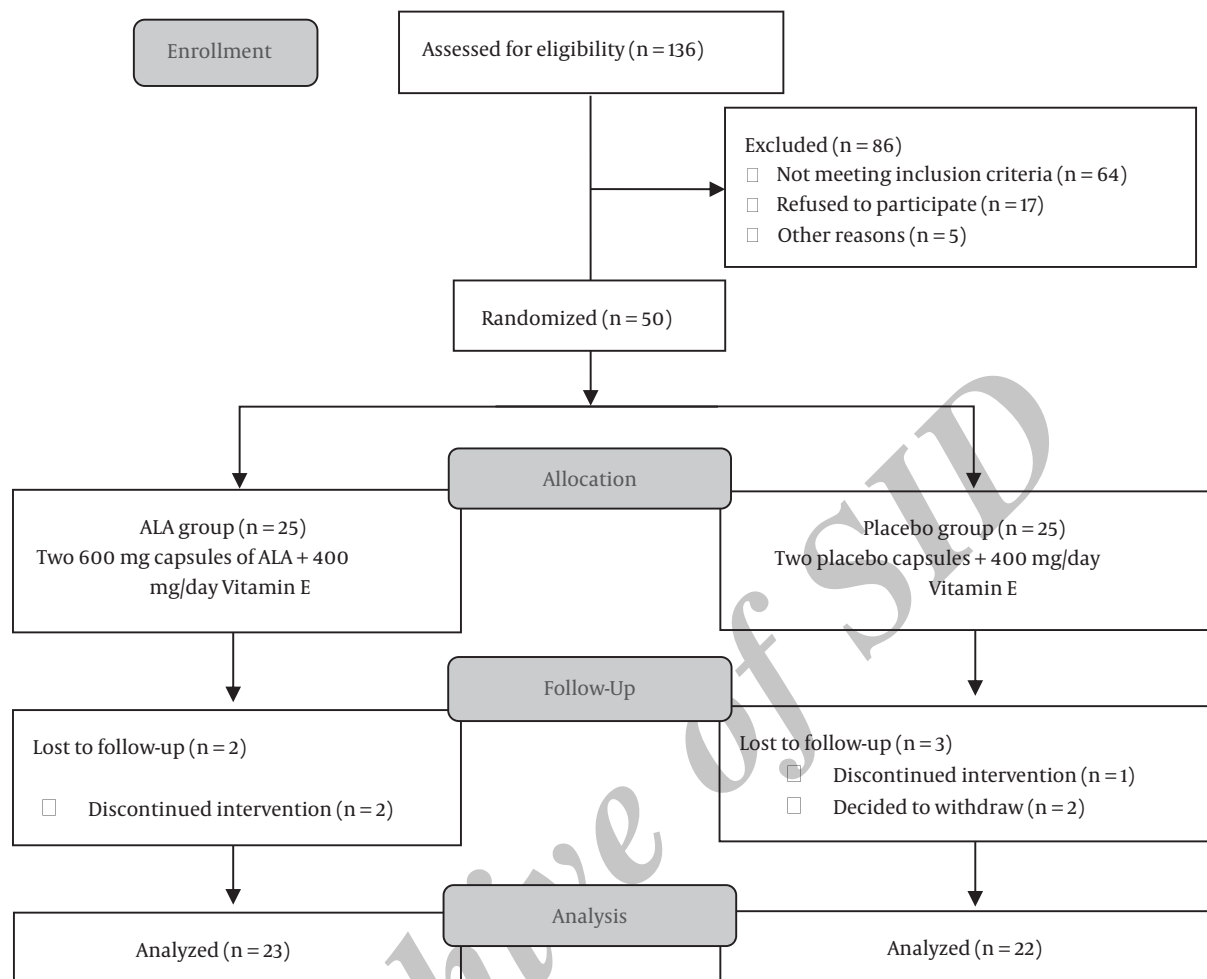 Enrollment
Assessed for eligibility (n = 136)
Excluded (n = 86)
□ Not meeting inclusion criteria (n = 64)
□ Refused to participate (n = 17)
□ Other reasons (n = 5)
Randomized (n = 50)
Allocation
ALA group (n = 25)
Two 600 mg capsules of ALA + 400
mg/day Vitamin E
Placebo group (n = 25)
Two placebo capsules + 400 mg/day
Vitamin E
Follow-Up
Lost to follow-up (n = 2)
□ Discontinued intervention (n = 2)
Lost to follow-up (n = 3)
□ Discontinued intervention (n = 1)
□ Decided to withdraw (n = 2)
Analysis
Analyzed (n = 23)
Analyzed (n = 22)
hive of SID